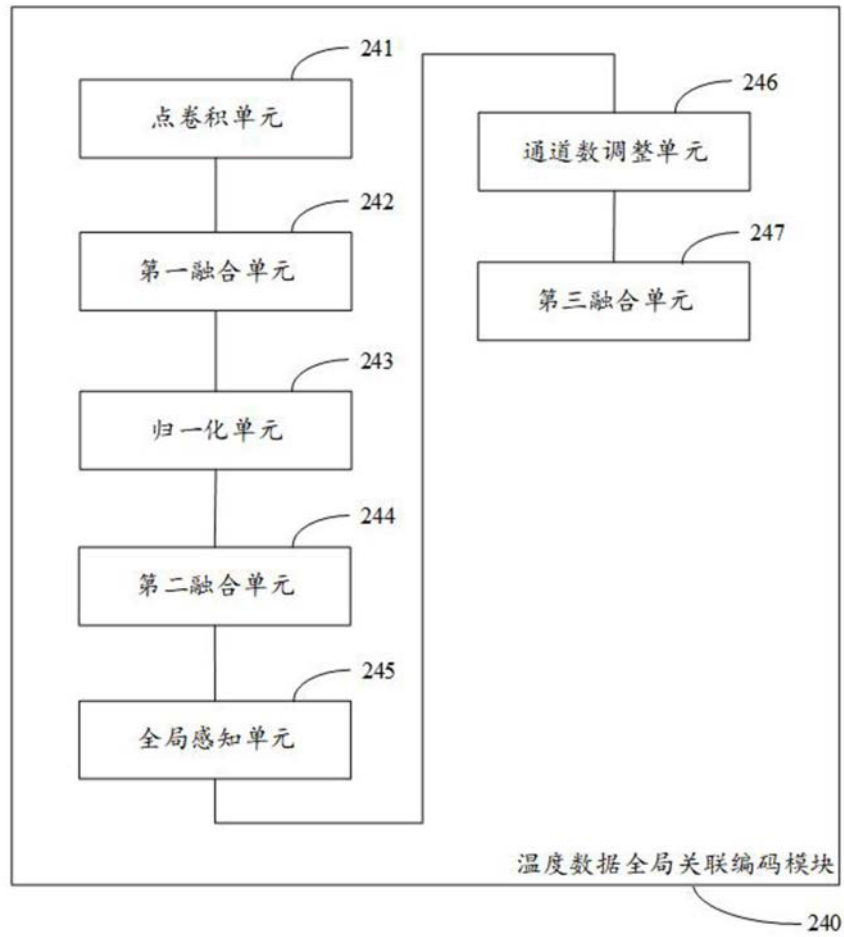 241
点卷积单元
242
第一融合单元
243
归一化单元
244
第二融合单元
245
全局感知单元
246
通道数调整单元
247
第三融合单元
温度数据全局关联编码模块
240